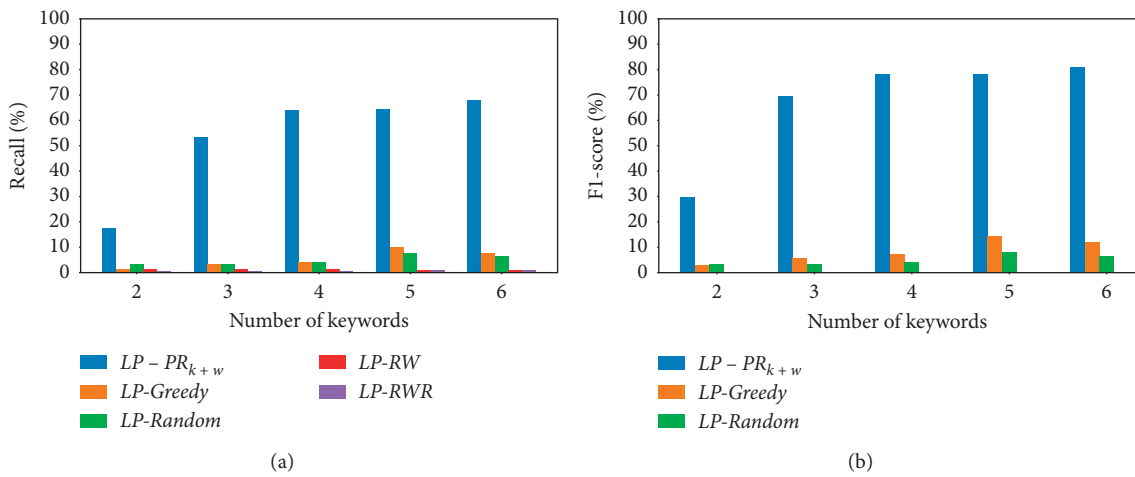 100
90
80
70
60
50
40
30
20
10
0
Recall (%)
2 3 4 5 6
Number of keywords
LP – PR k + w
LP-Greedy
LP-Random
LP-RW
LP-RWR
(a)
100
90
80
70
60
50
40
30
20
10
0
F1-score (%)
2 3 4 5 6
Number of keywords
LP – PR k + w
LP-Greedy
LP-Random
(b)